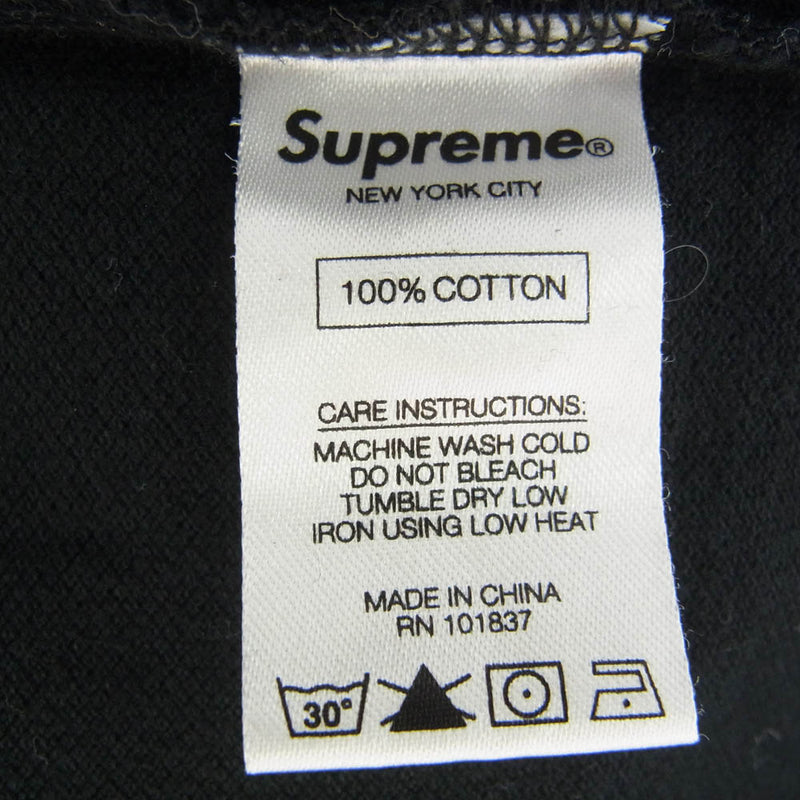 Supreme®
NEW YORK CITY
100% COTTON
CARE INSTRUCTIONS:
MACHINE WASH COLD
DO NOT BLEACH
TUMBLE DRY LOW
IRON USING LOW HEAT
MADE IN CHINA
RN 101837
30°